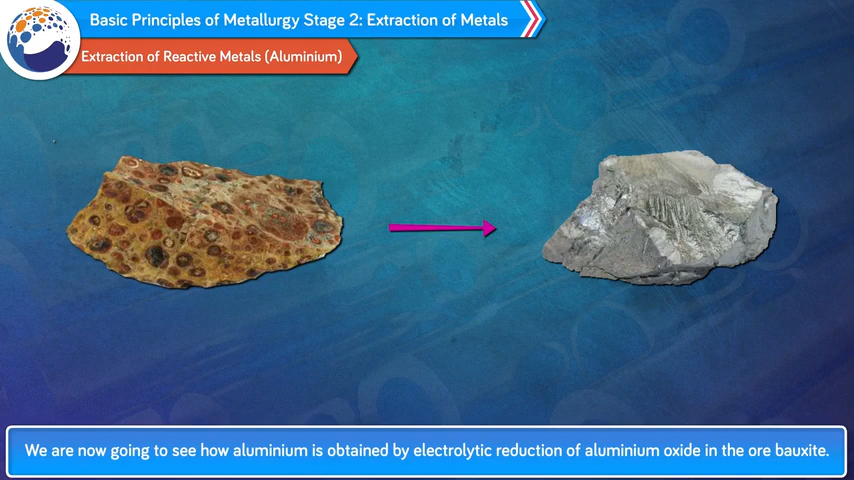 Basic Principles of Metallurgy Stage 2: Extraction of Metals
Extraction of Reactive Metals (Aluminium)
We are now going to see how aluminium is obtained by electrolytic reduction of aluminium oxide in the ore bauxite.